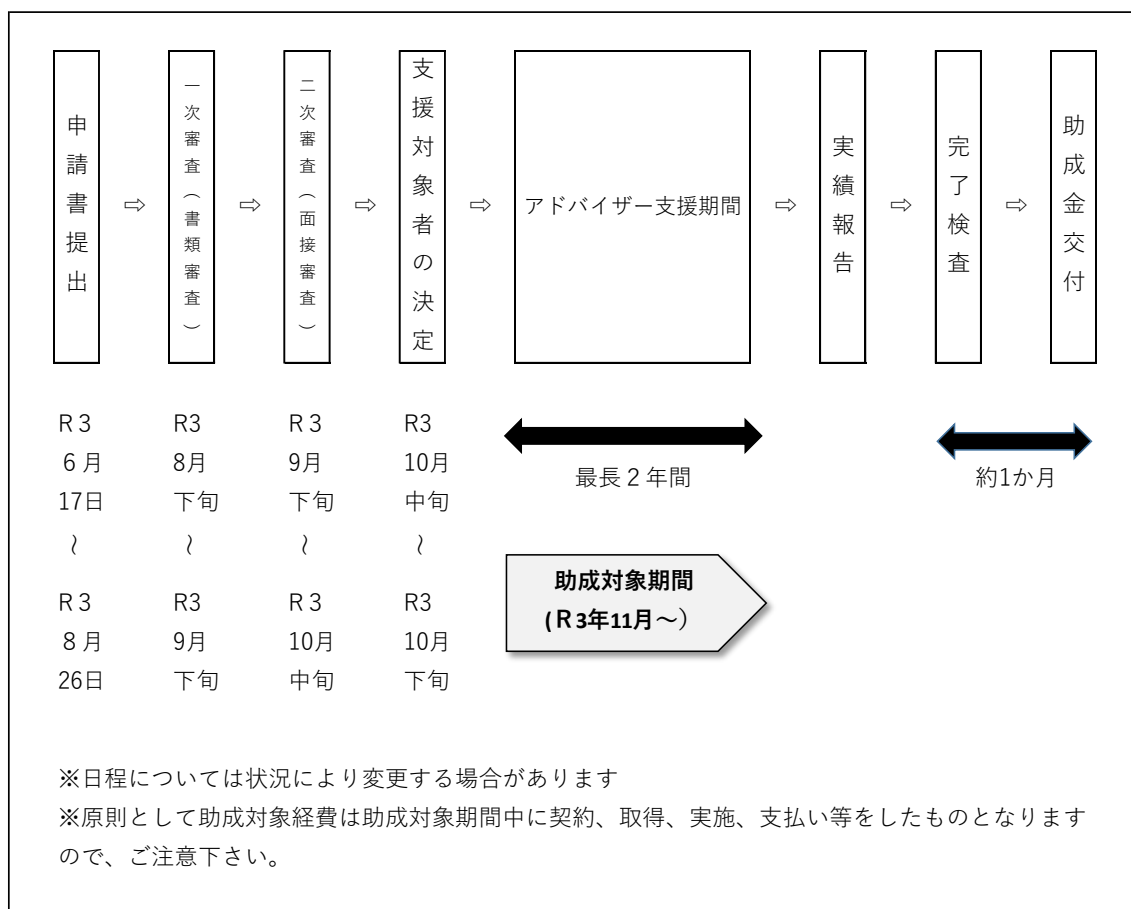 申請書提出
⇨
一次審査（書類審査）
⇨
二次審査（面接審査）
⇨
支援対象者の決定
⇨
アドバイザー支援期間
⇨
実績報告
⇨
完了検査
⇨
助成金交付
R３
６月
17日
～
R３
８月
26日
R3
8月
下旬
～
R3
9月
下旬
R３
9月
下旬
～
R３
10月
中旬
R3
10月
中旬
～
R3
10月
下旬
最長２年間
約1か月
助成対象期間
(Ｒ3年11月～）
※日程については状況により変更する場合があります
※原則として助成対象経費は助成対象期間中に契約、取得、実施、支払い等をしたものとなります
ので、ご注意下さい。